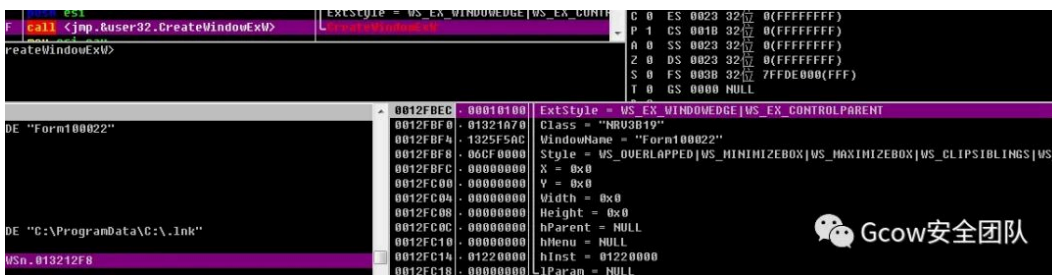 push esi
ExtStyle = WS_EX_WINDOWEDGE|WS_EX_CONTR
F call <jmp.&user32.CreateWindowExW>
CreateWindowExW
mov esi,eax
reateWindowExW>
C 0 ES 0023 32位 0(FFFFFFFF)
P 1 CS 001B 32位 0(FFFFFFFF)
A 0 SS 0023 32位 0(FFFFFFFF)
Z 0 DS 0023 32位 0(FFFFFFFF)
S 0 FS 003B 32位 7FFDE000(FFF)
T 0 GS 0000 NULL
DE "Form100022"
DE "C:\ProgramData\C:\.lnk"
WSn.013212F8
0012FBEC . 00010100 ExtStyle = WS_EX_WINDOWEDGE|WS_EX_CONTROLPARENT
0012FBF0 . 01321A70 Class = "NRV3B19"
0012FBF4 . 1325F5AC WindowName = "Form100022"
0012FBF8 . 06CF0000 Style = WS_OVERLAPPED|WS_MINIMIZEBOX|WS_MAXIMIZEBOX|WS_CLIPSIBLINGS|WS
0012FBFC . 00000000 X = 0x0
0012FC00 . 00000000 Y = 0x0
0012FC04 . 00000000 Width = 0x0
0012FC08 . 00000000 Height = 0x0
0012FC0C . 00000000 hParent = NULL
0012FC10 . 00000000 hMenu = NULL
0012FC14 . 01220000 hInst = 01220000
0012FC18 . 00000000 lParam = NULL
Gcow安全团队